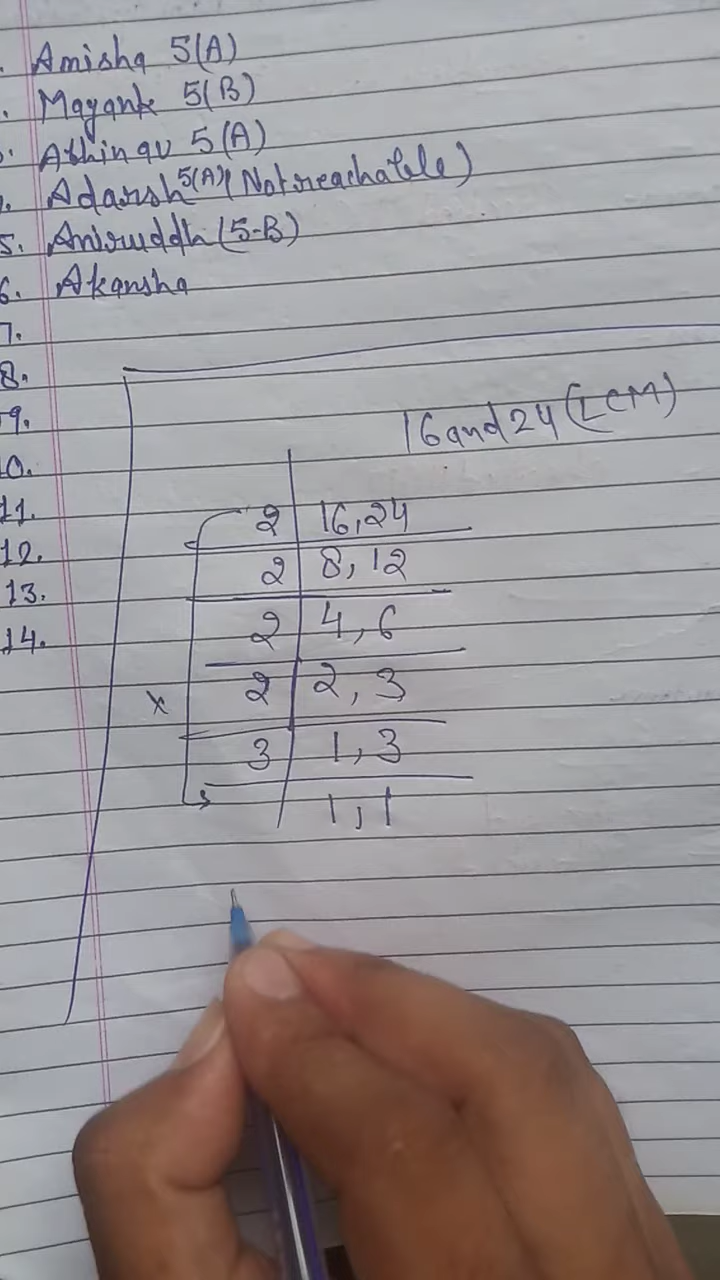 . Amisha 5(A)
. Mayank 5(B)
3. Abhinav 5(A)
. Adarsh 5(A) (Notreachable)
5. Aniruddh (5-B)
6. Akansha
7.
8.
9.
10.
11.
12.
13.
14.
16 and 24 (LCM)
2 16, 24
2 8, 12
2 4, 6
x 2 2, 3
3 1, 3
1, 1